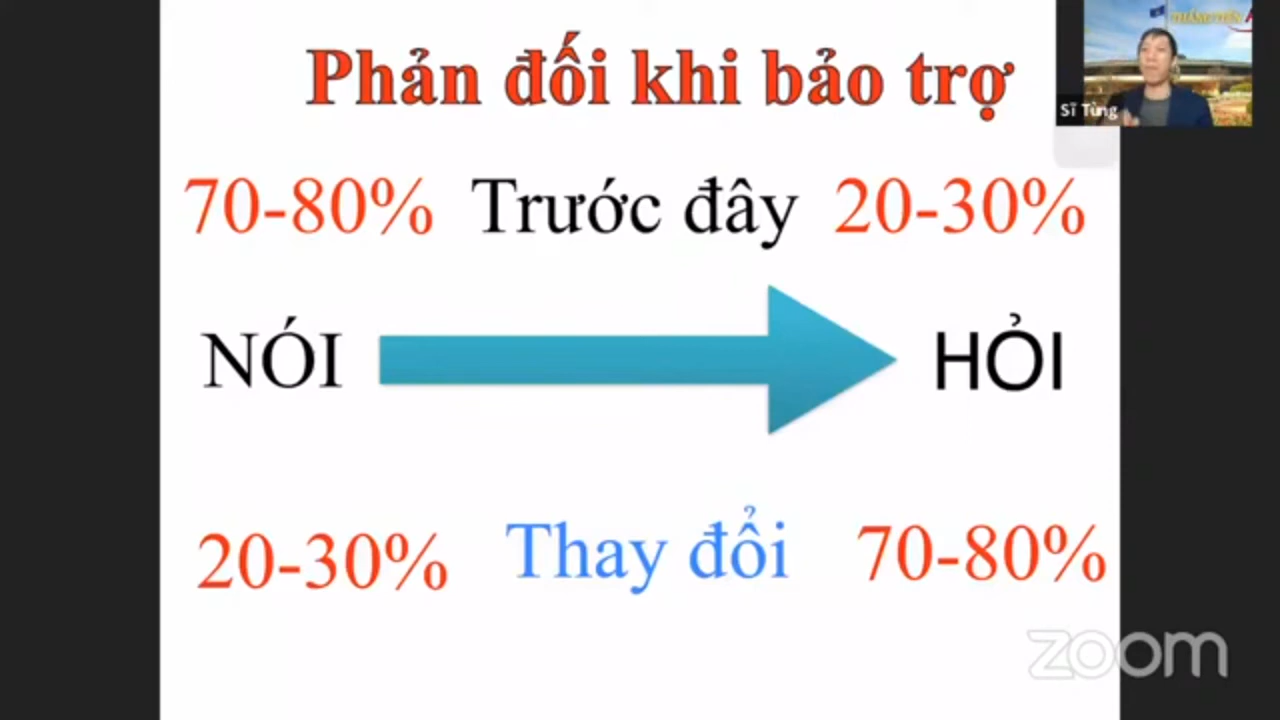 Phản đối khi bảo trợ
Sĩ Tùng
70-80% Trước đây 20-30%
NÓI HỎI
20-30% Thay đổi 70-80%
zoom